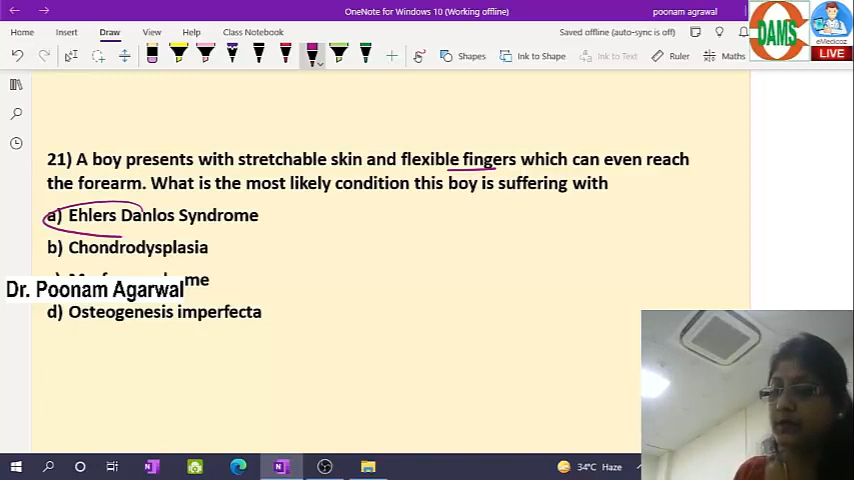 OneNote for Windows 10 (Working offline)
poonam agrawal
Home Insert Draw View Help Class Notebook
Saved offline (auto-sync is off)
Shapes Ink to Shape Ink to Text Maths
DAMS
eMedicoz
LIVE
21) A boy presents with stretchable skin and flexible fingers which can even reach
the forearm. What is the most likely condition this boy is suffering with
a) Ehlers Danlos Syndrome
b) Chondrodysplasia
Dr. Poonam Agarwal
d) Osteogenesis imperfecta
34°C Haze